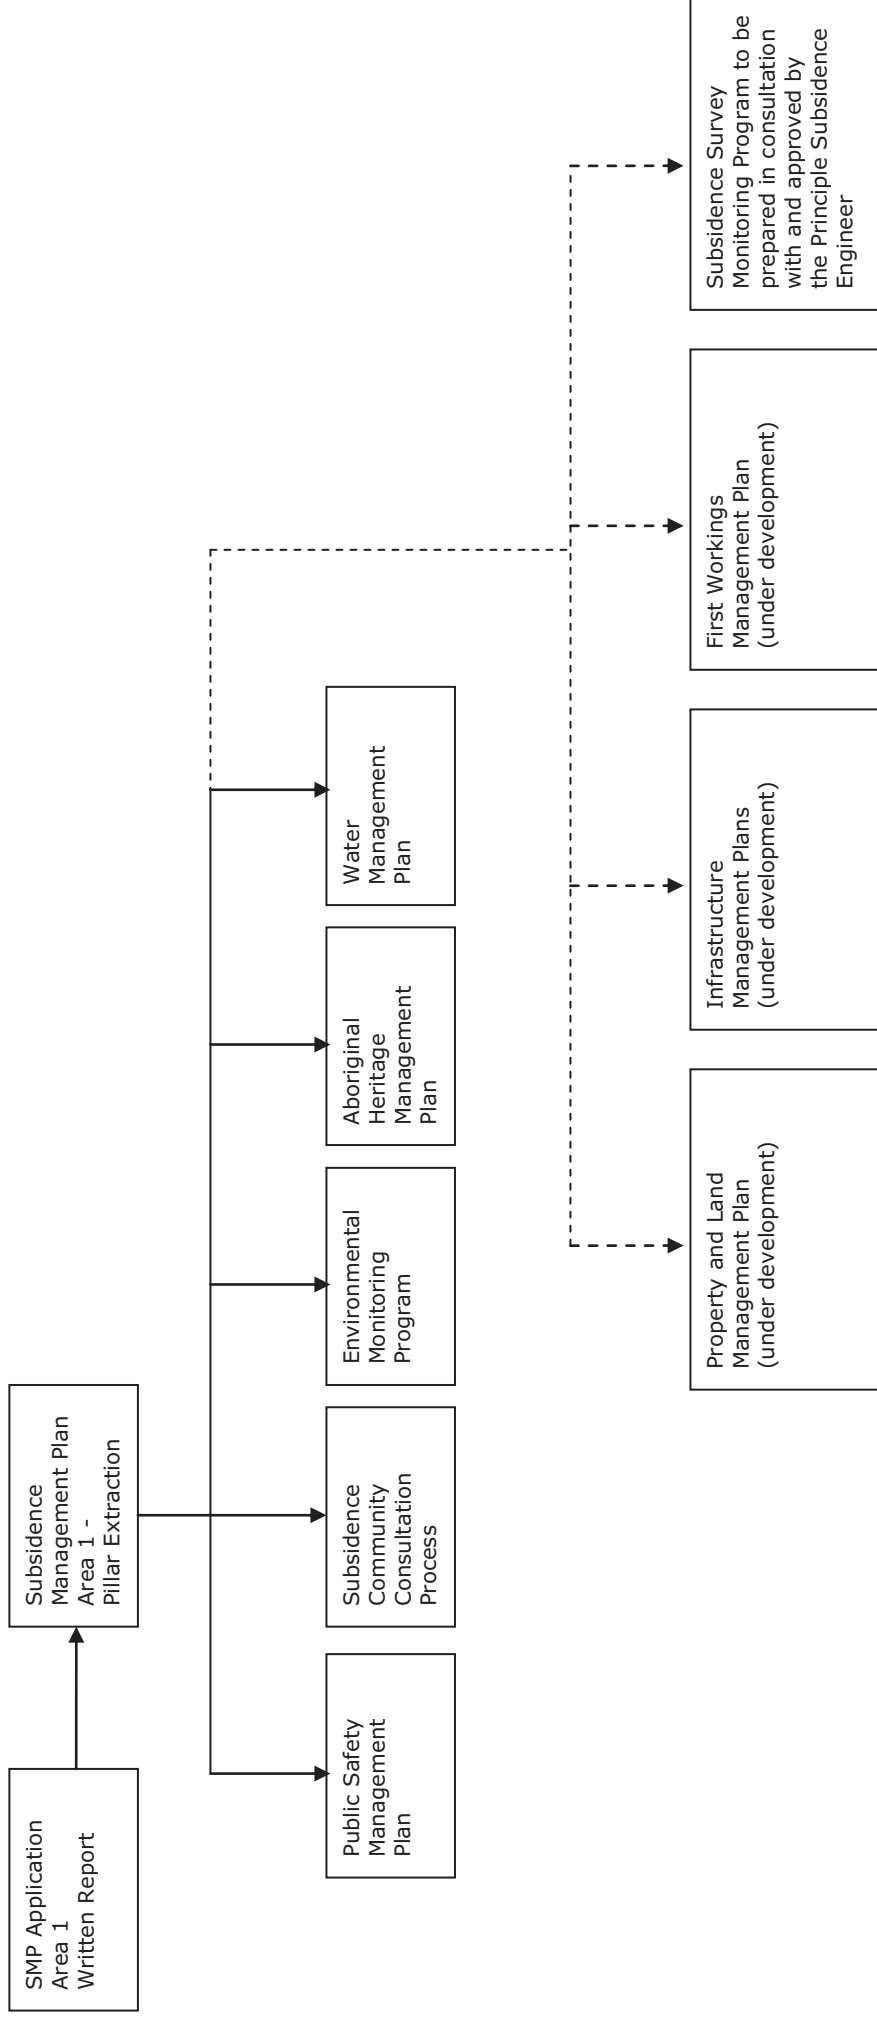 SMP Application
Area 1
Written Report
Subsidence
Management Plan
Area 1 -
Pillar Extraction
Public Safety
Management
Plan
Subsidence
Community
Consultation
Process
Environmental
Monitoring
Program
Aboriginal
Heritage
Management
Plan
Water
Management
Plan
Property and Land
Management Plan
(under development)
Infrastructure
Management Plans
(under development)
First Workings
Management Plan
(under development)
Subsidence Survey
Monitoring Program to be
prepared in consultation
with and approved by
the Principle Subsidence
Engineer